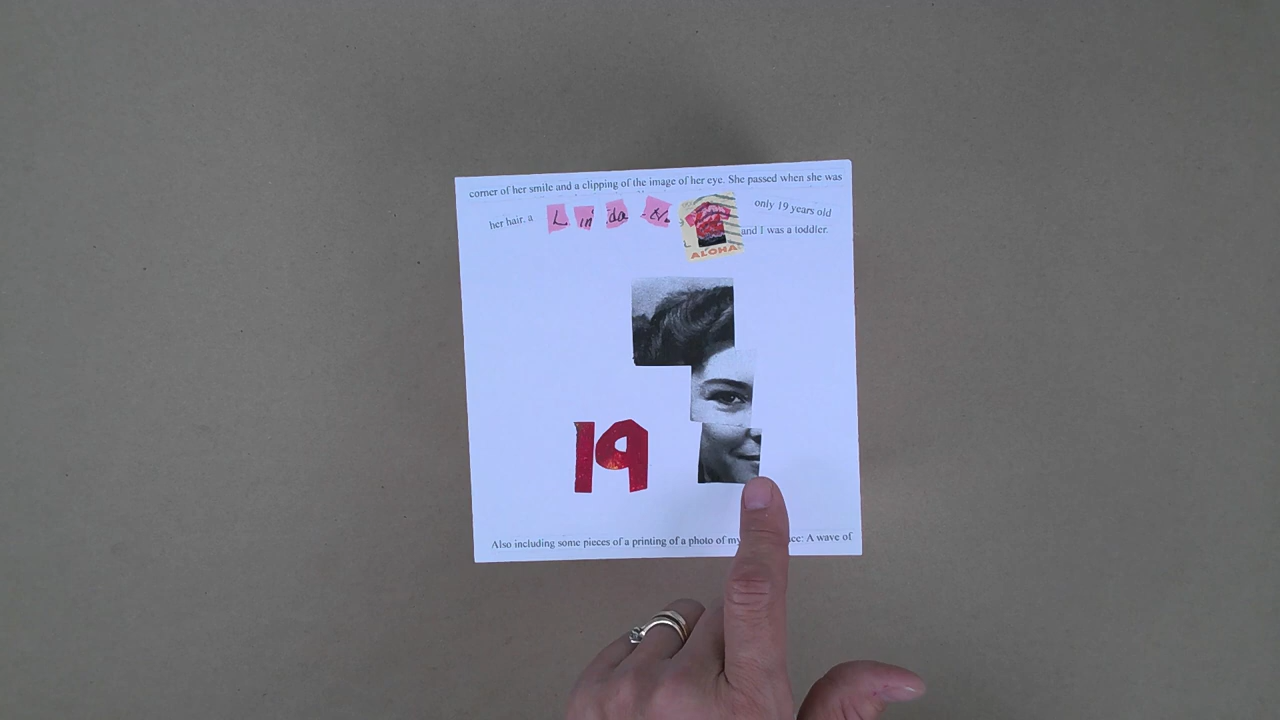 corner of her smile and a clipping of the image of her eye. She passed when she was
her hair, a
L in da
only 19 years old
and I was a toddler.
ALOHA
19
Also including some pieces of a printing of a photo of my ce: A wave of